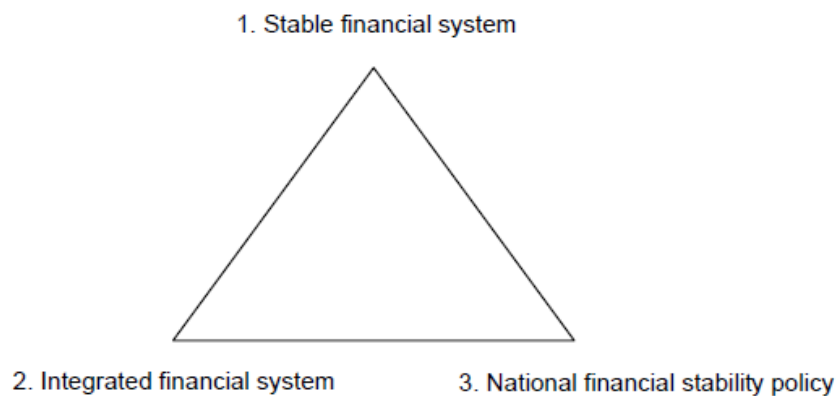 1. Stable financial system
2. Integrated financial system
3. National financial stability policy